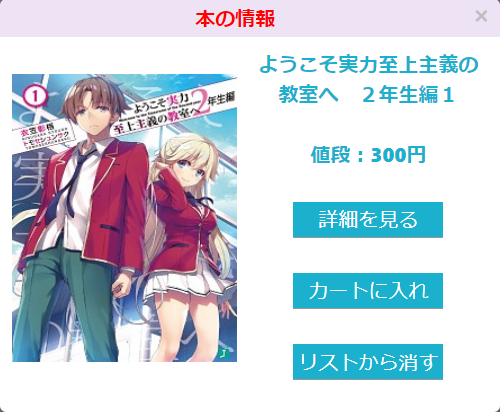 本の情報
×
ようこそ実力至上主義の
教室へ　２年生編１
値段：300円
詳細を見る
カートに入れ
リストから消す
1
ようこそ実力
至上主義の教室へ2年生編
衣笠彰梧
トモセシュンサク
J